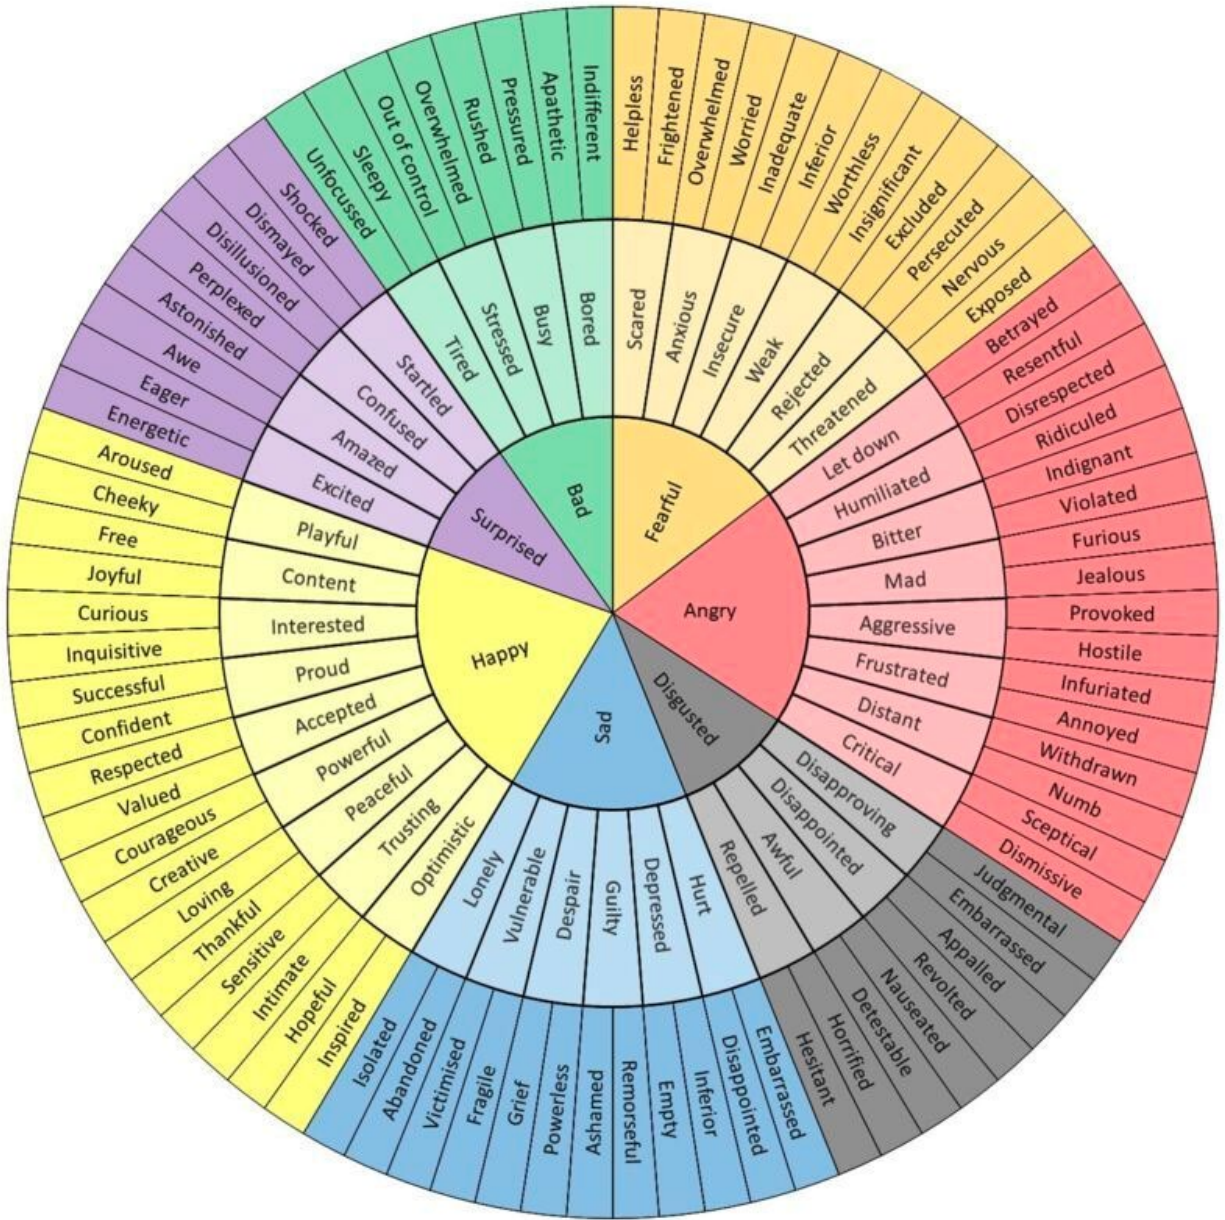 Bad
Fearful
Angry
Disgusted
Sad
Happy
Surprised
Tired
Stressed
Busy
Bored
Scared
Anxious
Insecure
Weak
Rejected
Threatened
Let down
Humiliated
Bitter
Mad
Aggressive
Frustrated
Distant
Critical
Disapproving
Disappointed
Awful
Repelled
Hurt
Depressed
Guilty
Despair
Vulnerable
Lonely
Optimistic
Trusting
Peaceful
Powerful
Accepted
Proud
Interested
Content
Playful
Excited
Amazed
Confused
Startled
Unfocussed
Sleepy
Out of control
Overwhelmed
Rushed
Pressured
Apathetic
Indifferent
Helpless
Frightened
Overwhelmed
Worried
Inadequate
Inferior
Worthless
Insignificant
Excluded
Persecuted
Nervous
Exposed
Betrayed
Resentful
Disrespected
Ridiculed
Indignant
Violated
Furious
Jealous
Provoked
Hostile
Infuriated
Annoyed
Withdrawn
Numb
Sceptical
Dismissive
Judgmental
Embarrassed
Appalled
Revolted
Nauseated
Detestable
Horrified
Hesitant
Embarrassed
Disappointed
Inferior
Empty
Remorseful
Ashamed
Powerless
Grief
Fragile
Victimised
Abandoned
Isolated
Inspired
Hopeful
Intimate
Sensitive
Thankful
Loving
Creative
Courageous
Valued
Respected
Confident
Successful
Inquisitive
Curious
Joyful
Free
Cheeky
Aroused
Energetic
Eager
Awe
Astonished
Perplexed
Disillusioned
Dismayed
Shocked